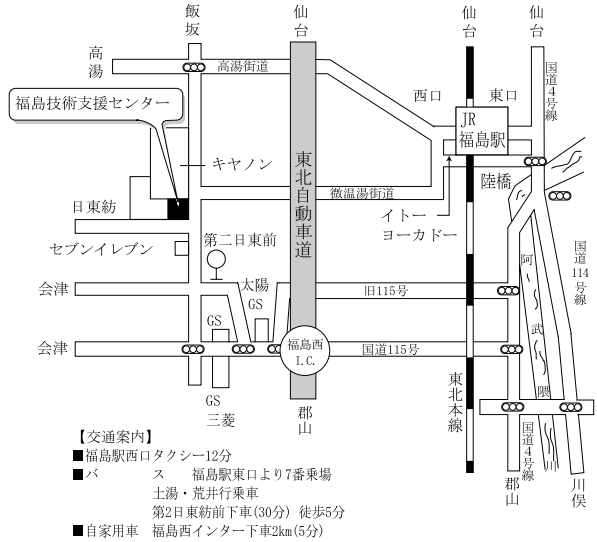 飯坂
仙台
仙台
仙台
高湯
高湯街道
国道4号線
福島技術支援センター
西口
東口
JR
福島駅
キヤノン
東北自動車道
陸橋
微温湯街道
日東紡
イトー
ヨーカドー
セブンイレブン
第二日東前
国道114号線
阿武隈
会津
太陽
GS
旧115号
GS
会津
福島西
I.C.
国道115号
東北本線
GS
三菱
郡山
国道4号線
郡山
川俣
【交通案内】
■福島駅西口タクシー12分
■バ ス 福島駅東口より7番乗場
土湯・荒井行乗車
第2日東紡前下車(30分) 徒歩5分
■自家用車 福島西インター下車2km(5分)